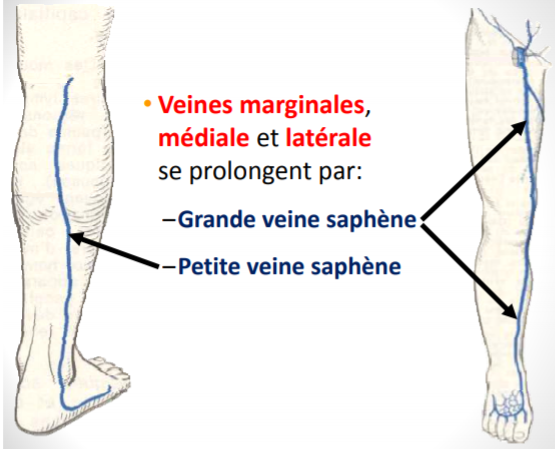 • Veines marginales,
médiale et latérale
se prolongent par:
–Grande veine saphène
–Petite veine saphène